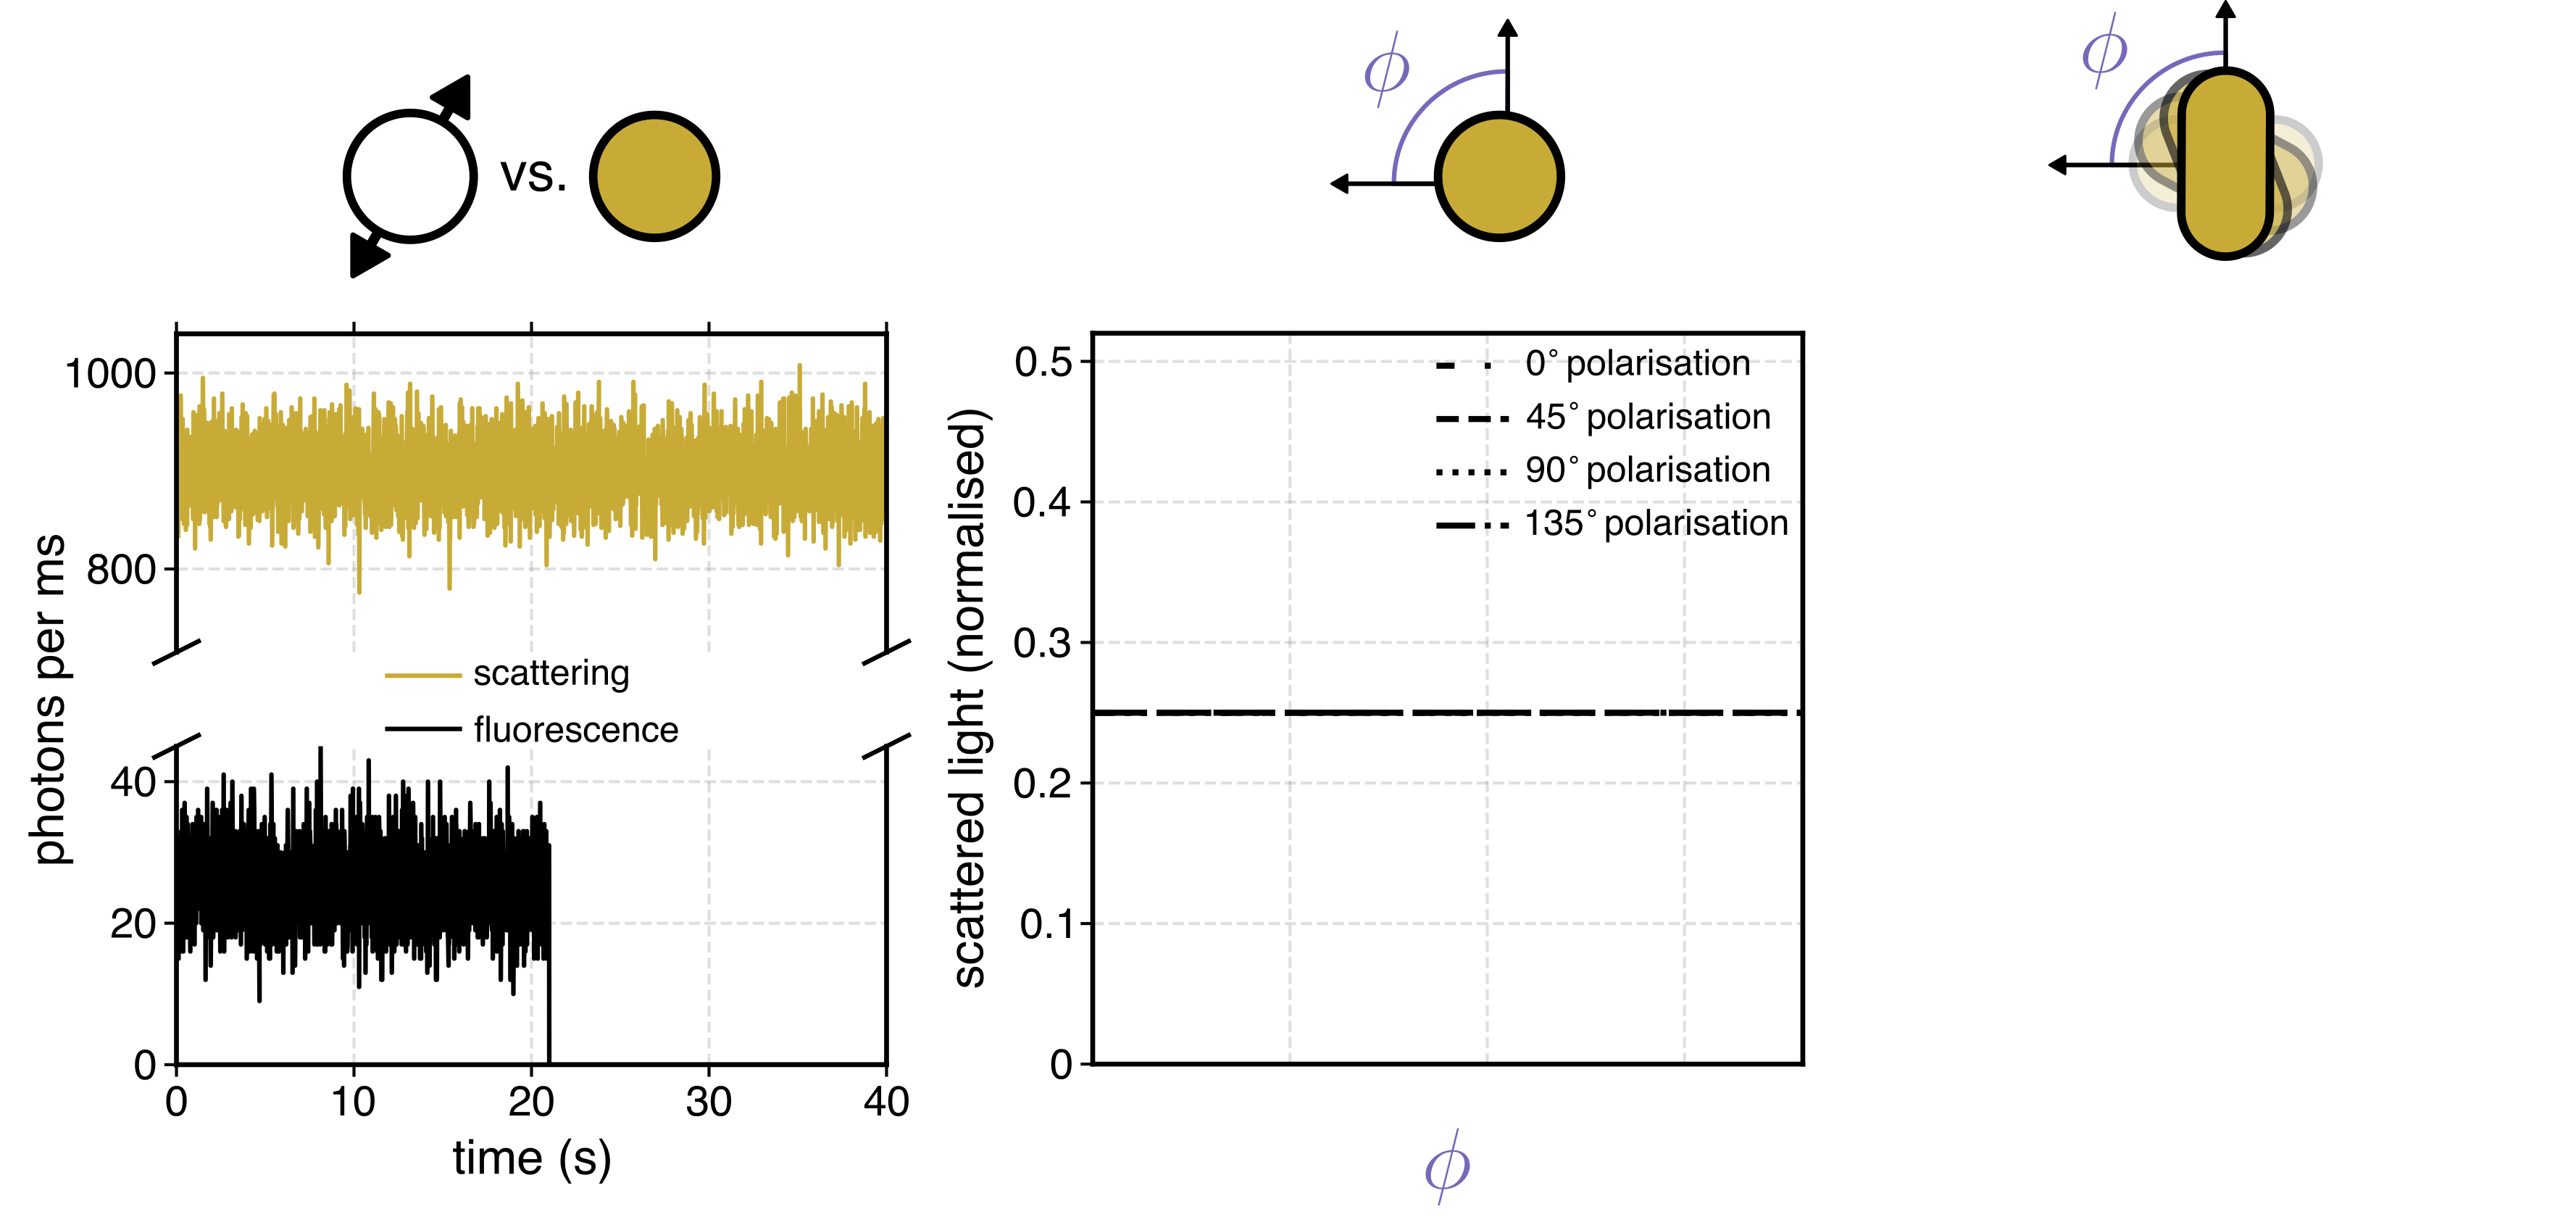 vs.
ϕ
ϕ
photons per ms
1000
800
scattering
fluorescence
40
20
0
0 10 20 30 40
time (s)
scattered light (normalised)
0.5
0.4
0.3
0.2
0.1
0
0° polarisation
45° polarisation
90° polarisation
135° polarisation
ϕ